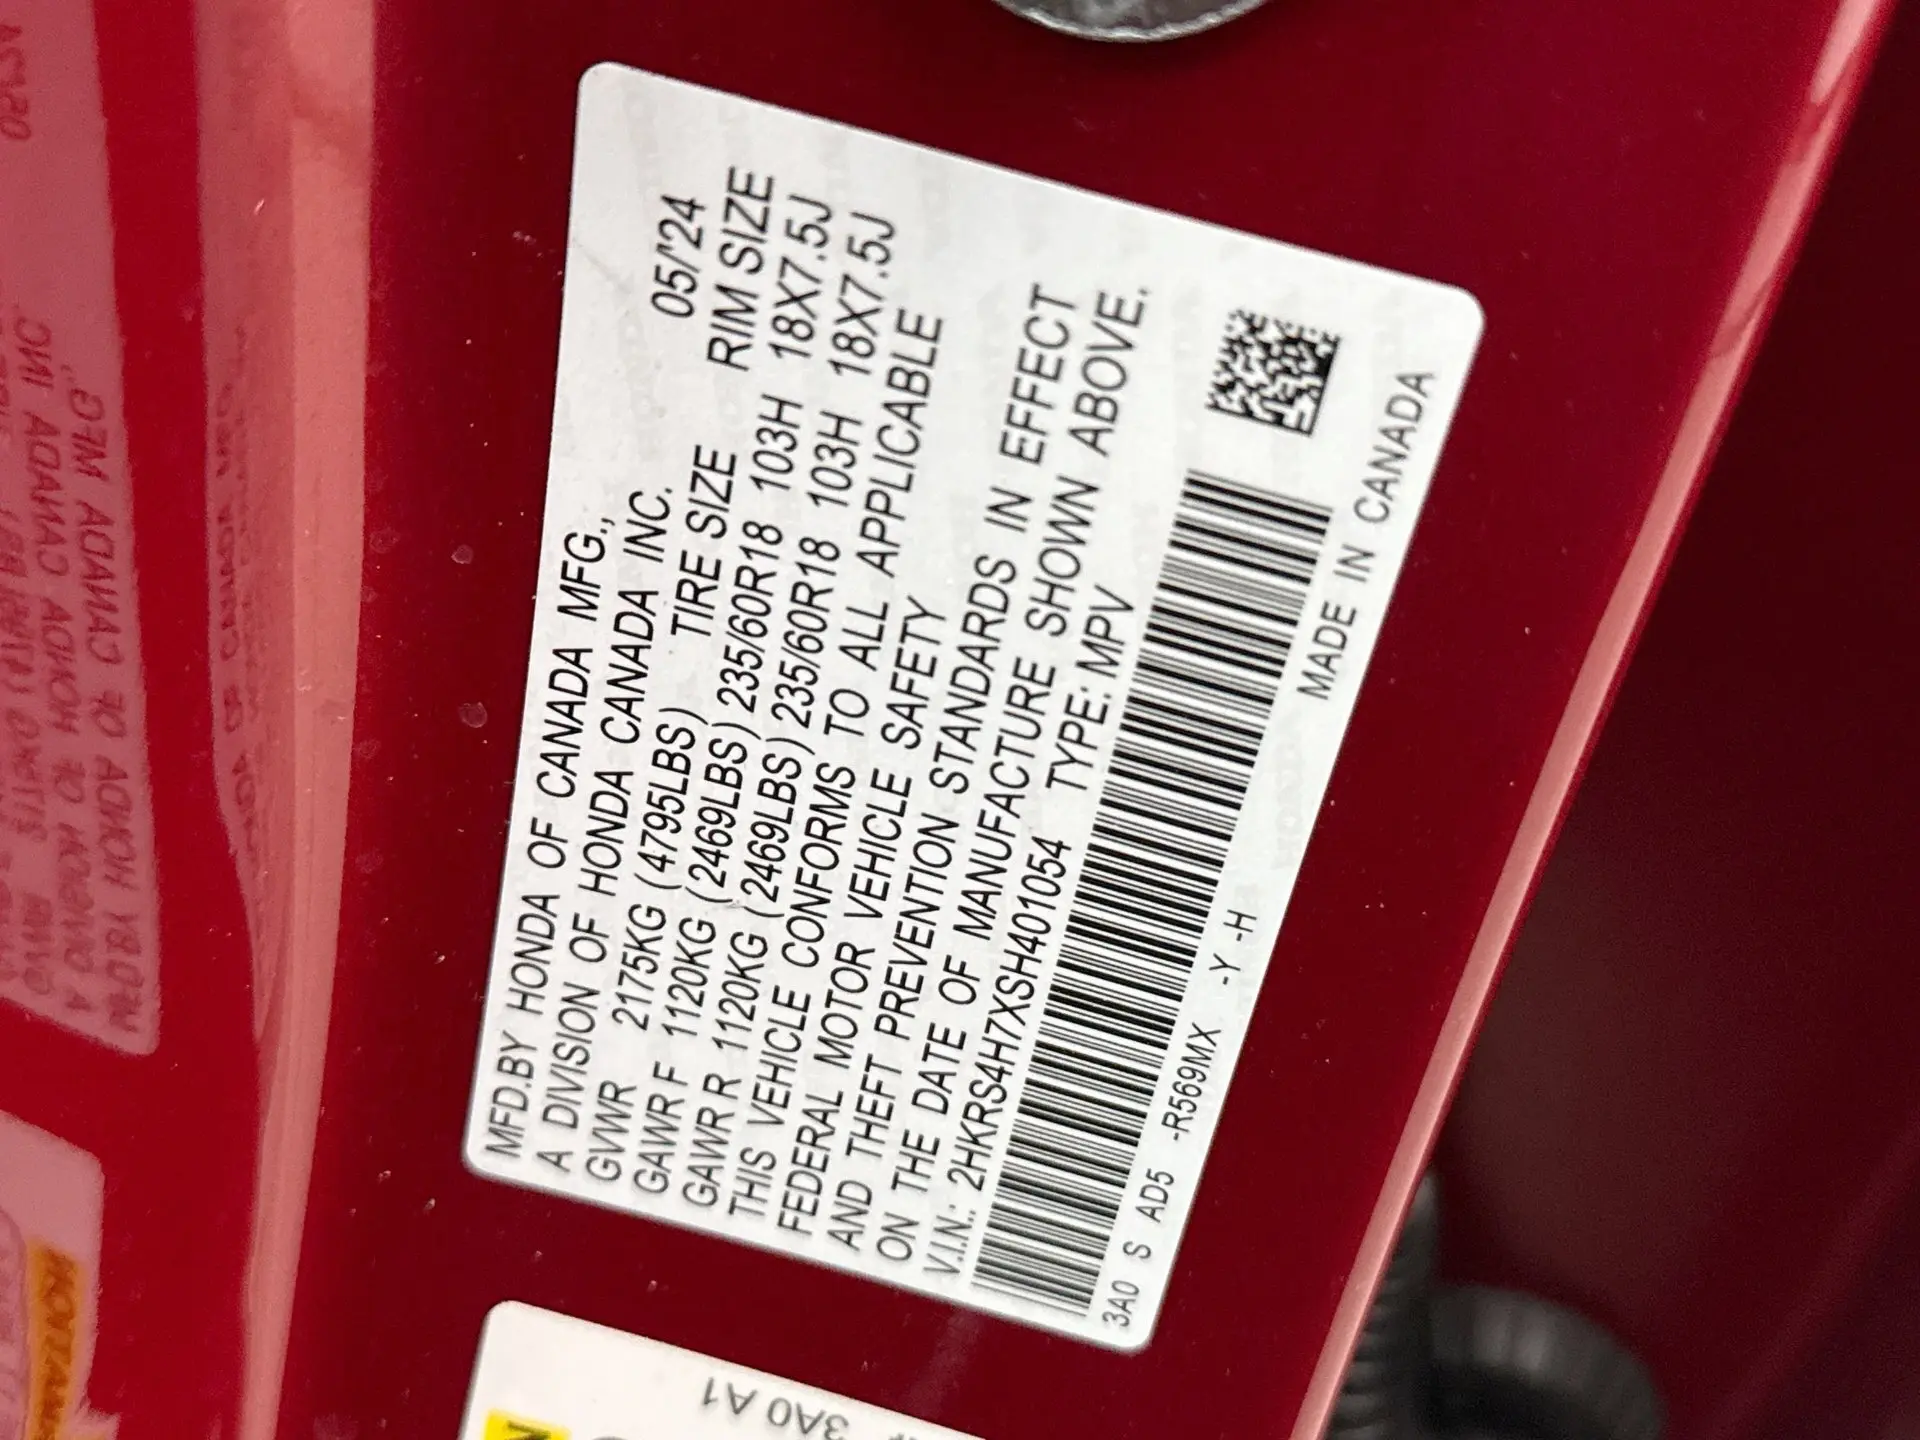 MFD.BY HONDA OF CANADA MFG.,
A DIVISION OF HONDA CANADA INC. 05/'24
GVWR 2175KG (4795LBS) TIRE SIZE RIM SIZE
GAWR F 1120KG (2469LBS) 235/60R18 103H 18X7.5J
GAWR R 1120KG (2469LBS) 235/60R18 103H 18X7.5J
THIS VEHICLE CONFORMS TO ALL APPLICABLE
FEDERAL MOTOR VEHICLE SAFETY
AND THEFT PREVENTION STANDARDS IN EFFECT
ON THE DATE OF MANUFACTURE SHOWN ABOVE.
V.I.N.: 2HKRS4H7XSH401054 TYPE: MPV
3A0 S AD5 -R569MX -Y -H
MADE IN CANADA
3A0 A1